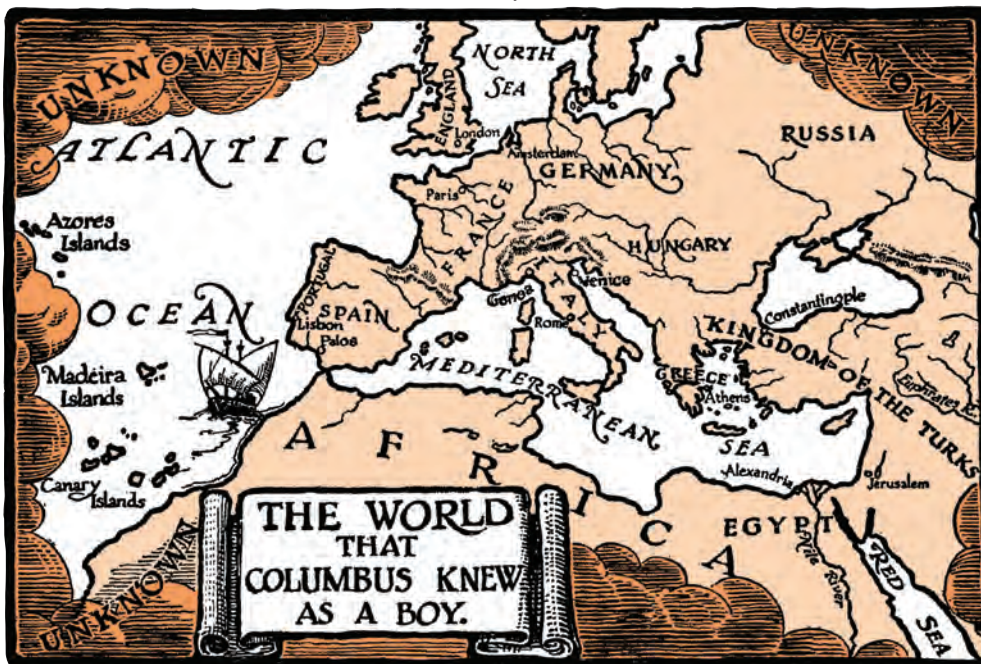 UNKNOWN
UNKNOWN
NORTH
SEA
ENGLAND
London
RUSSIA
ATLANTIC
Amsterdam
GERMANY
Paris
FRANCE
Azores
Islands
HUNGARY
PORTUGAL
SPAIN
Genoa
ITALY
Venice
OCEAN
Lisbon
Palos
Rome
Constantinople
KINGDOM OF THE TURKS
Madeira
Islands
MEDITERRANEAN
SEA
GREECE
Athens
Euphrates R.
Canary
Islands
AFRICA
Alexandria
Jerusalem
EGYPT
Nile River
RED
SEA
UNKNOWN
THE WORLD
THAT
COLUMBUS KNEW
AS A BOY.